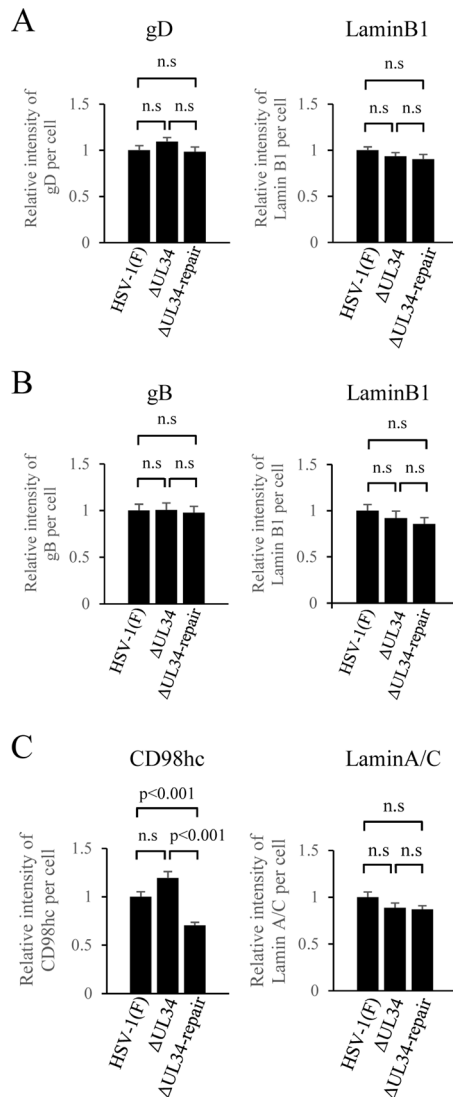 A
gD
n.s
n.s n.s
Relative intensity of
gD per cell
1.5
1
0.5
0
HSV-1(F)
ΔUL34
ΔUL34-repair
LaminB1
n.s
n.s n.s
Relative intensity of
Lamin B1 per cell
1.5
1
0.5
0
HSV-1(F)
ΔUL34
ΔUL34-repair
B
gB
n.s
n.s n.s
Relative intensity of
gB per cell
1.5
1
0.5
0
HSV-1(F)
ΔUL34
ΔUL34-repair
LaminB1
n.s
n.s n.s
Relative intensity of
Lamin B1 per cell
1.5
1
0.5
0
HSV-1(F)
ΔUL34
ΔUL34-repair
C
CD98hc
p<0.001
n.s p<0.001
Relative intensity of
CD98hc per cell
1.5
1
0.5
0
HSV-1(F)
ΔUL34
ΔUL34-repair
LaminA/C
n.s
n.s n.s
Relative intensity of
Lamin A/C per cell
1.5
1
0.5
0
HSV-1(F)
ΔUL34
ΔUL34-repair